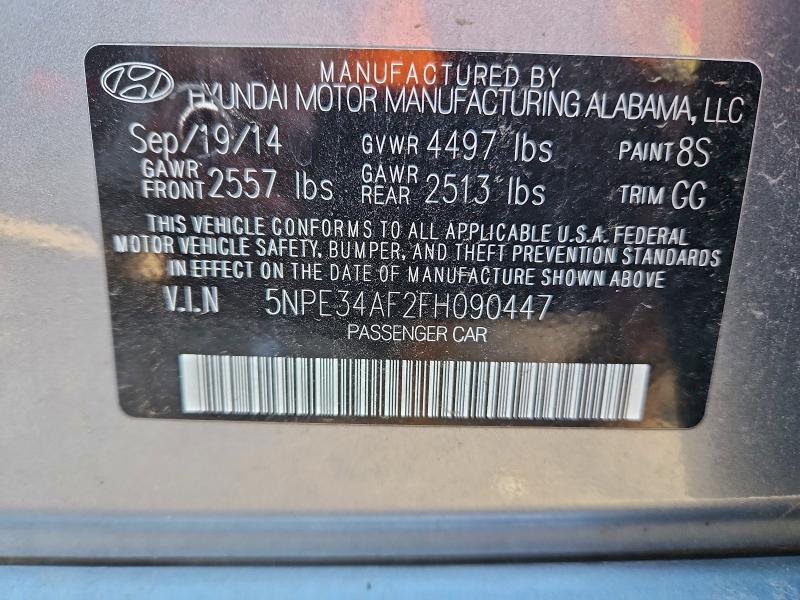 MANUFACTURED BY
HYUNDAI MOTOR MANUFACTURING ALABAMA, LLC
Sep/19/14 GVWR 4497 lbs PAINT 8S
GAWR FRONT 2557 lbs GAWR REAR 2513 lbs TRIM GG
THIS VEHICLE CONFORMS TO ALL APPLICABLE U.S.A. FEDERAL
MOTOR VEHICLE SAFETY, BUMPER, AND THEFT PREVENTION STANDARDS
IN EFFECT ON THE DATE OF MANUFACTURE SHOWN ABOVE.
V.I.N 5NPE34AF2FH090447
PASSENGER CAR